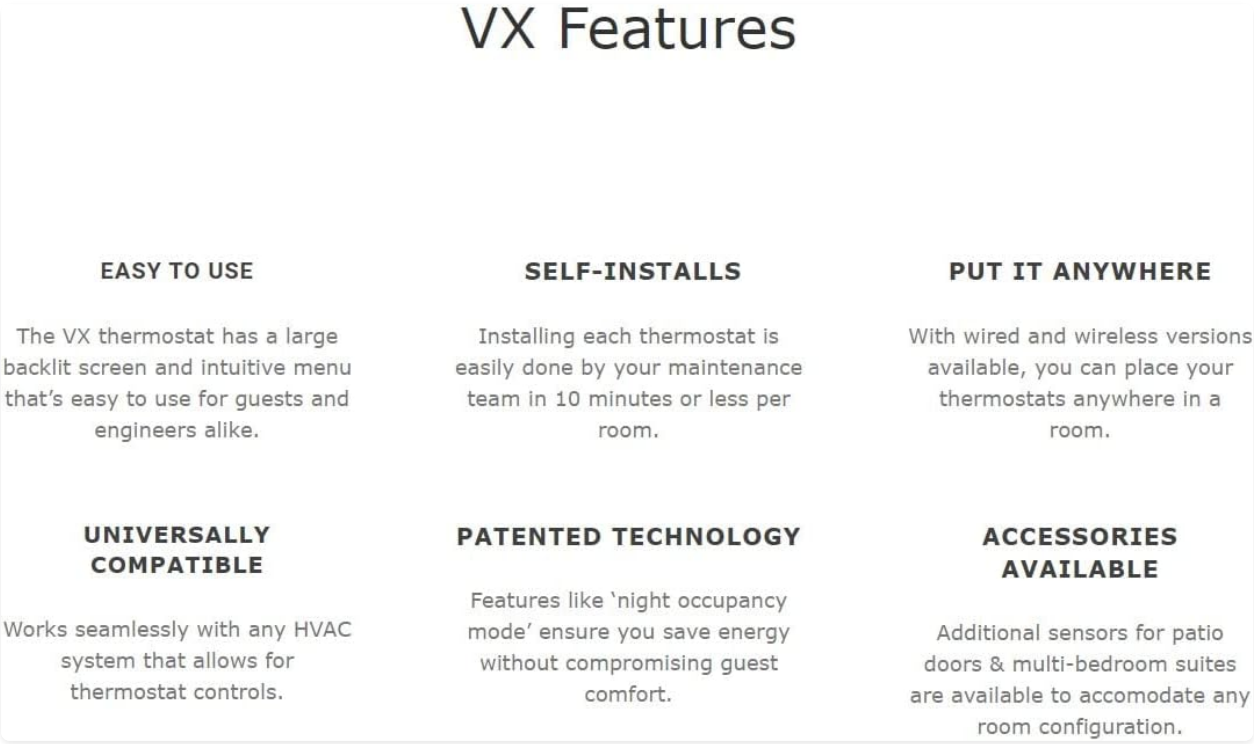 VX Features
EASY TO USE
The VX thermostat has a large
backlit screen and intuitive menu
that’s easy to use for guests and
engineers alike.
SELF-INSTALLS
Installing each thermostat is
easily done by your maintenance
team in 10 minutes or less per
room.
PUT IT ANYWHERE
With wired and wireless versions
available, you can place your
thermostats anywhere in a
room.
UNIVERSALLY
COMPATIBLE
Works seamlessly with any HVAC
system that allows for
thermostat controls.
PATENTED TECHNOLOGY
Features like ‘night occupancy
mode’ ensure you save energy
without compromising guest
comfort.
ACCESSORIES
AVAILABLE
Additional sensors for patio
doors & multi-bedroom suites
are available to accomodate any
room configuration.